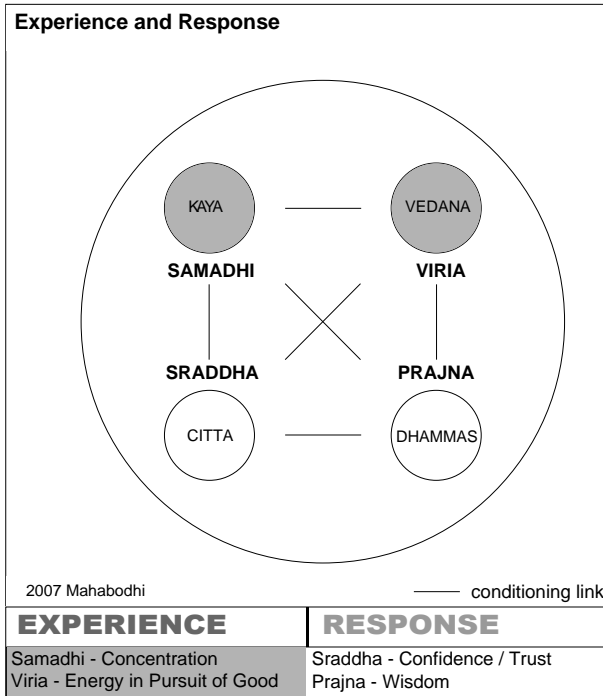 Experience and Response
KAYA VEDANA
SAMADHI VIRIA
SRADDHA PRAJNA
CITTA DHAMMAS
2007 Mahabodhi conditioning link
EXPERIENCE RESPONSE
Samadhi - Concentration Sraddha - Confidence / Trust
Viria - Energy in Pursuit of Good Prajna - Wisdom